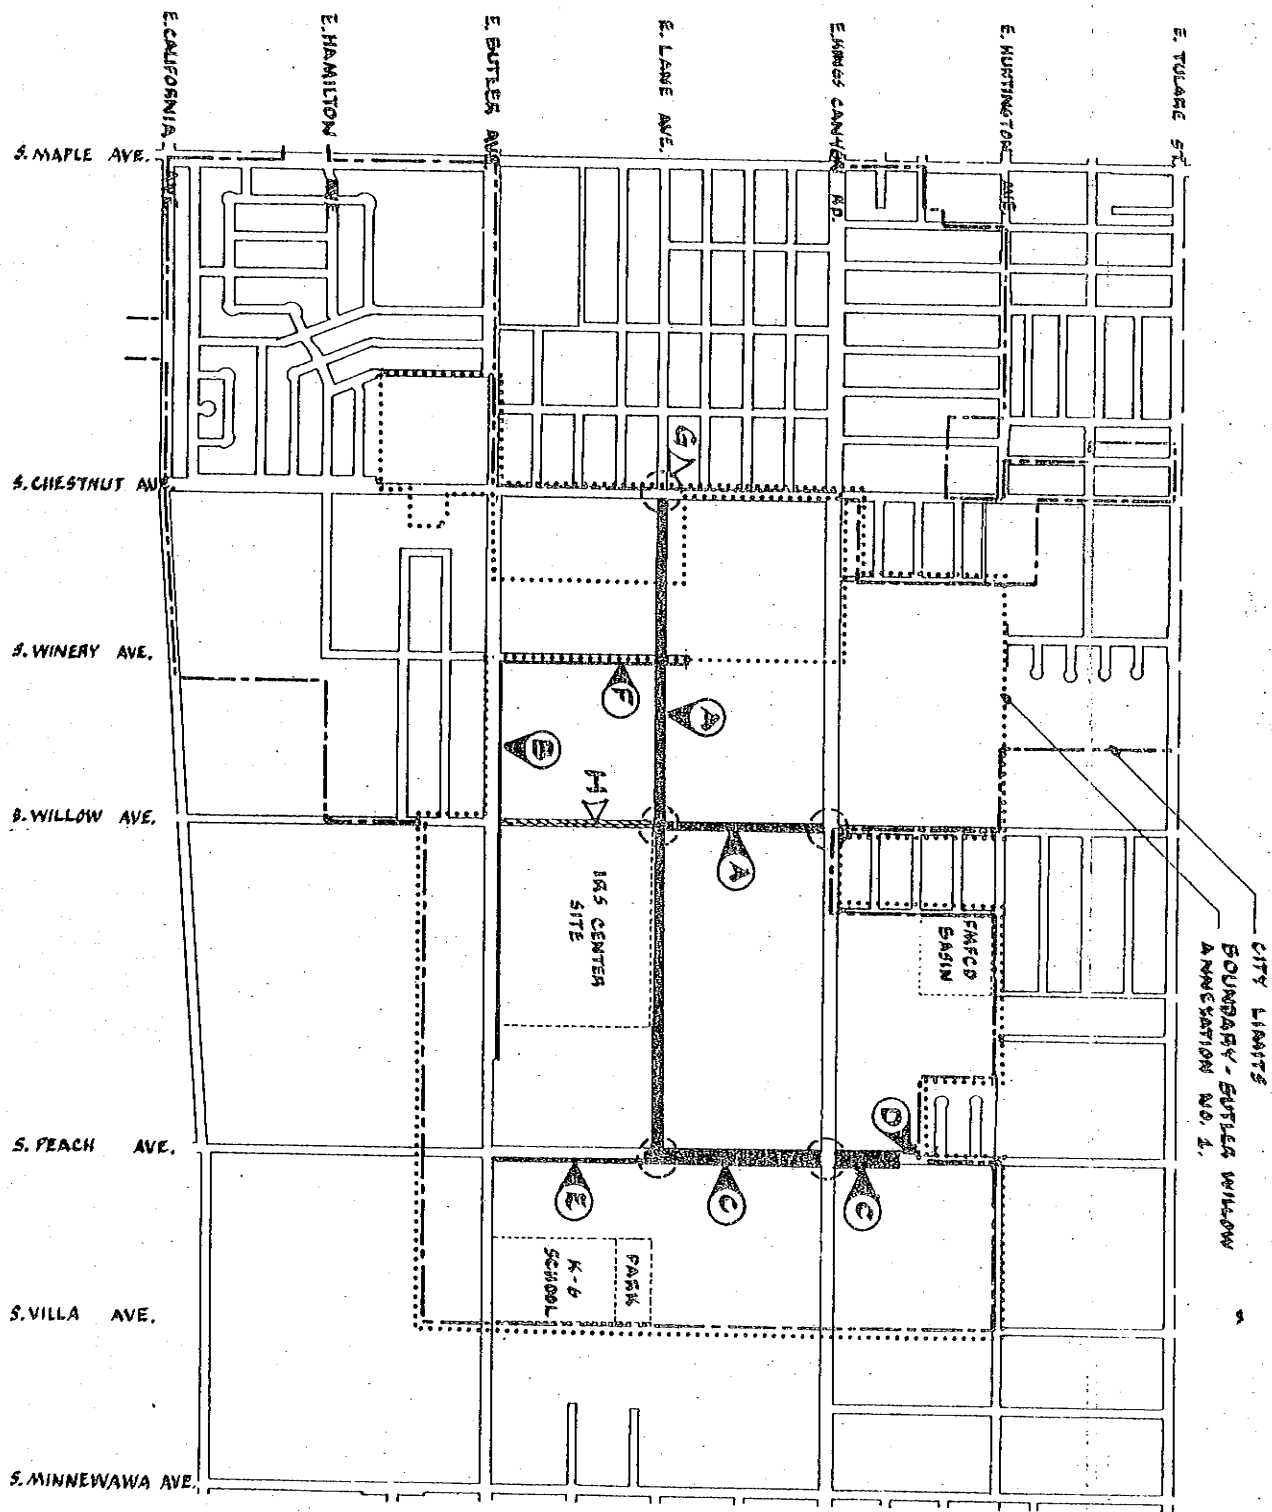 E. CALIFORNIA
AVE.
E. HAMILTON
AVE
E. BUTLER AVE
E. LANE AVE.
E. KINGS CANYON RD.
E. HUNTINGTON AVE.
E. TULARE ST.
S. MAPLE AVE.
S. CHESTNUT AVE
S. WINERY AVE.
S. WILLOW AVE.
S. PEACH AVE.
S. VILLA AVE.
S. MINNEWAWA AVE.
G
F
A
B
H
A
IRS CENTER
SITE
FMFCD
BASIN
D
E
C
C
K-6
SCHOOL
PARK
CITY LIMITS
BOUNDARY - BUTLER WILLOW
ANNEXATION NO. 1.